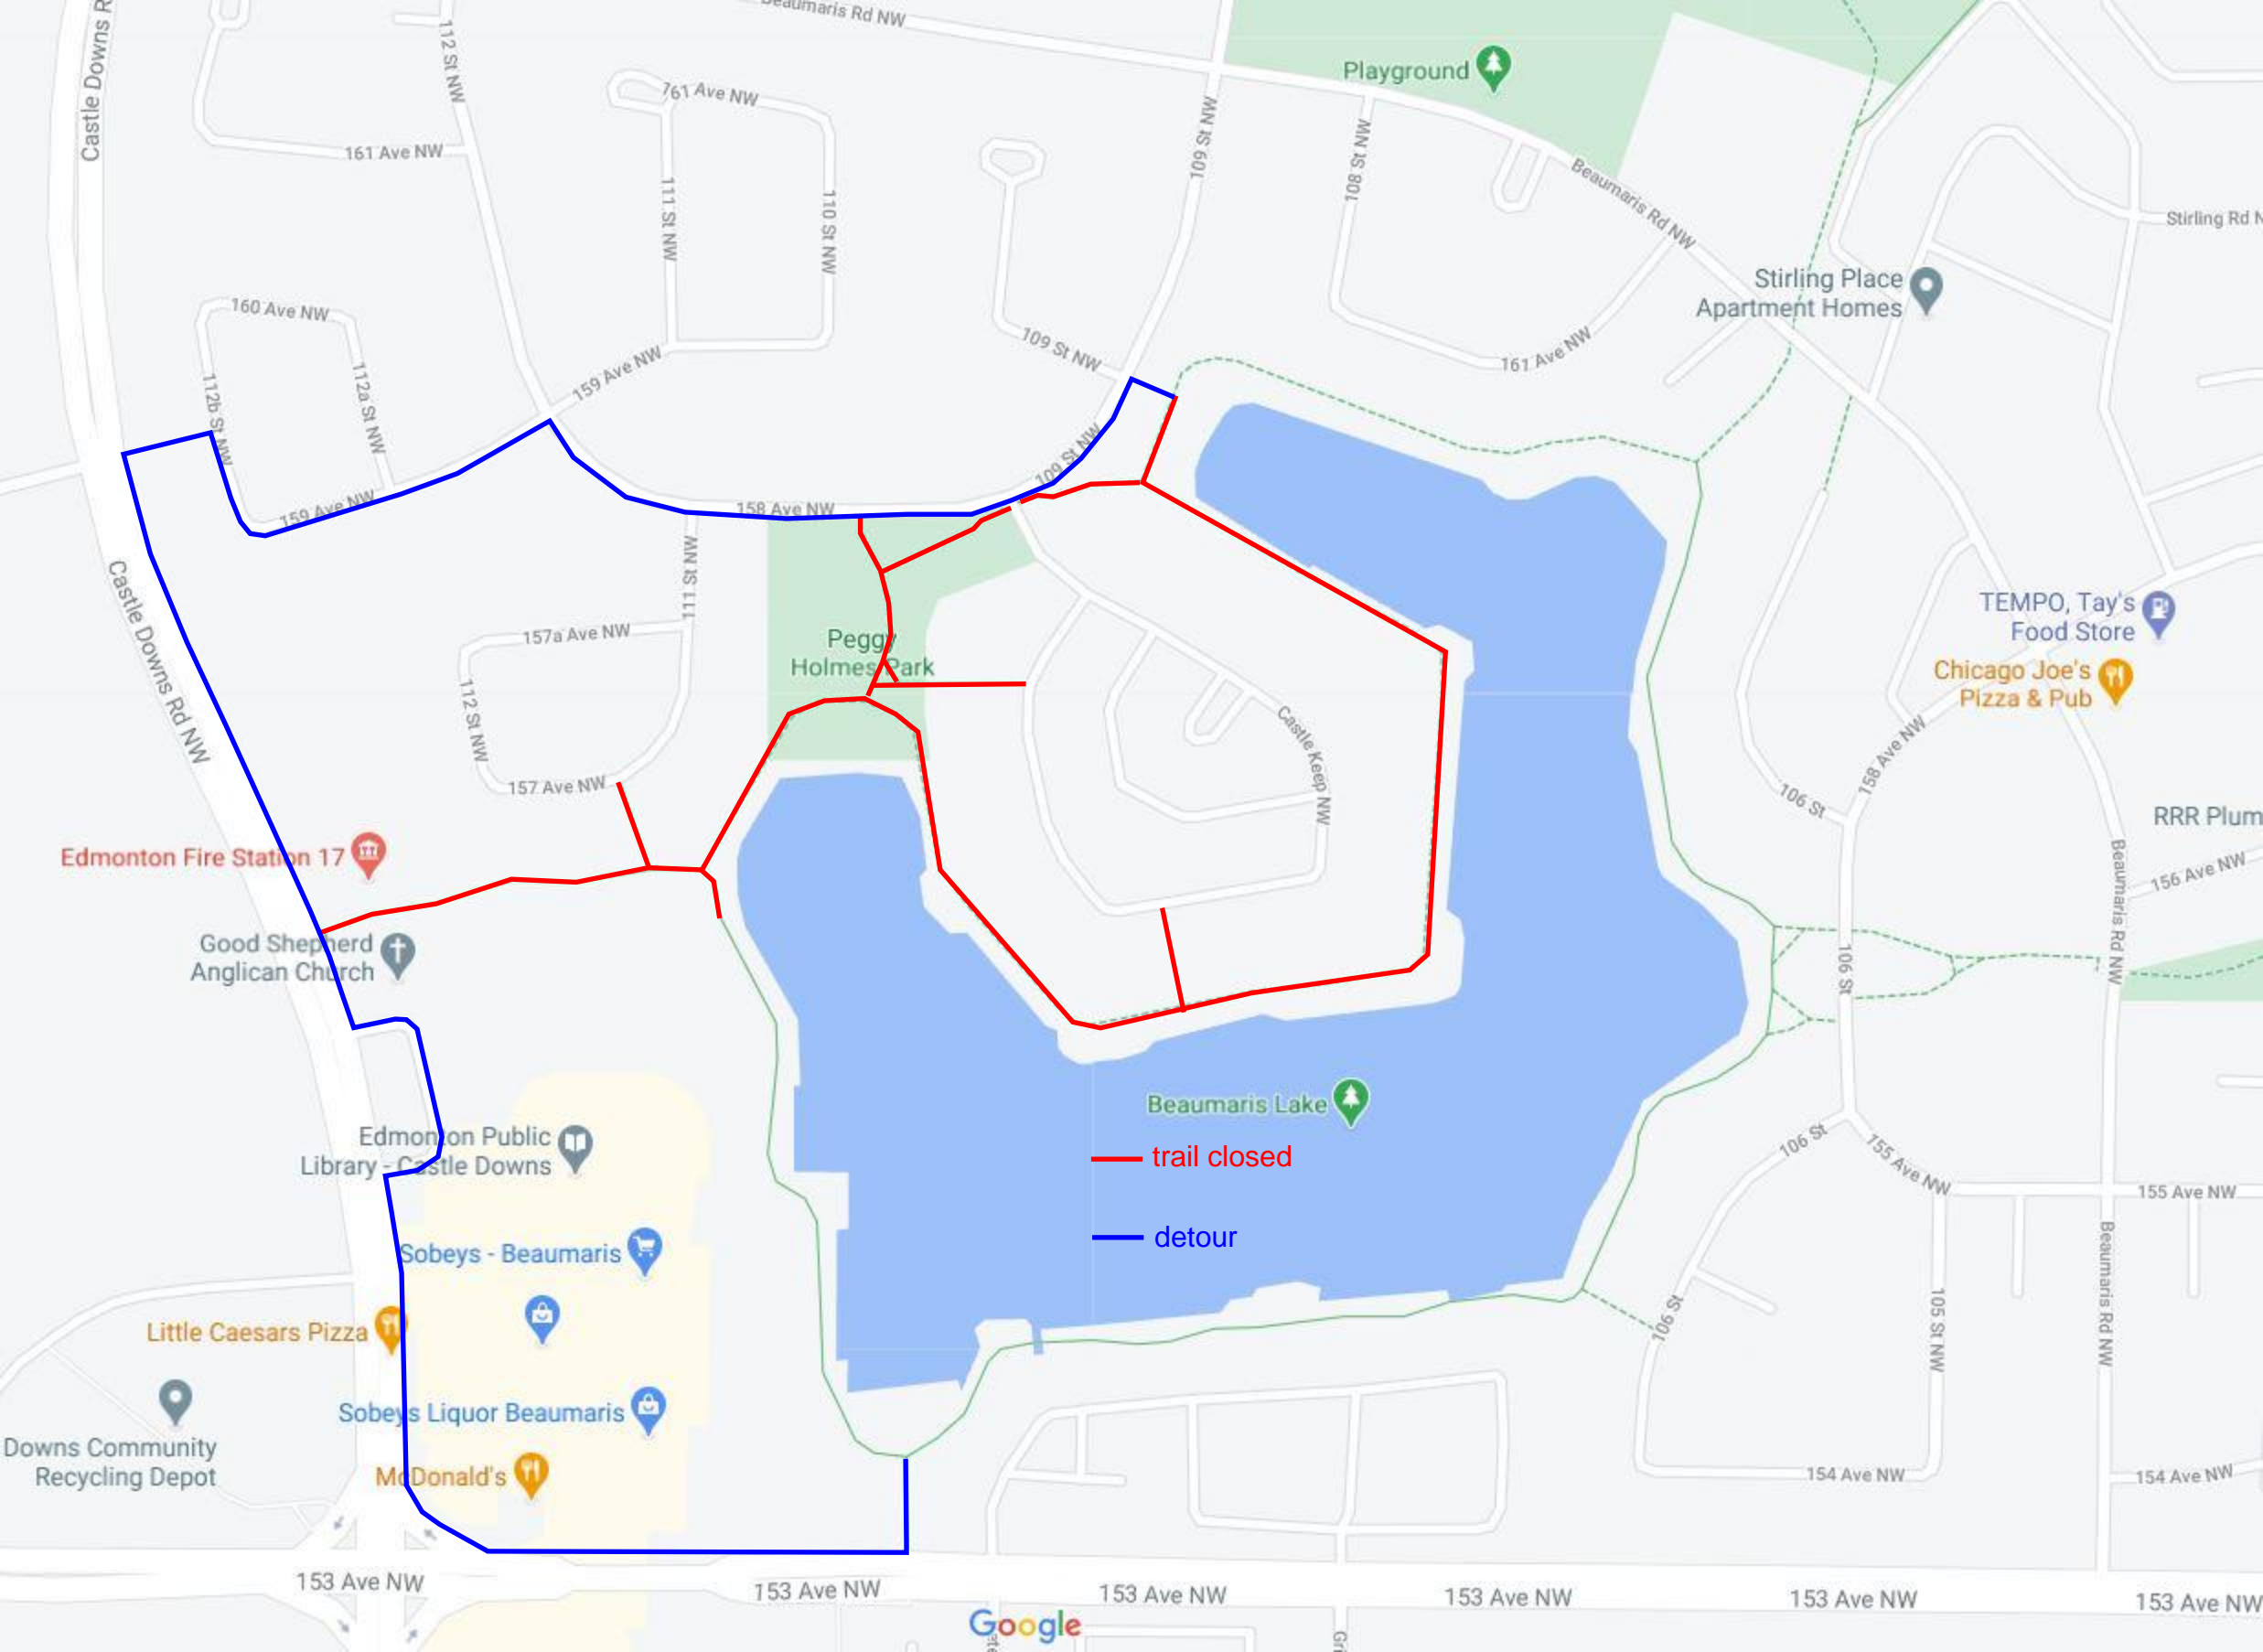 Beaumaris Rd NW
Castle Downs R
112 St NW
Playground
161 Ave NW
161 Ave NW
109 St NW
108 St NW
111 St NW
110 St NW
Beaumaris Rd NW
Stirling Rd N
Stirling Place
Apartment Homes
160 Ave NW
109 St NW
161 Ave NW
159 Ave NW
112b St NW
112a St NW
109 St NW
159 Ave NW
158 Ave NW
111 St NW
Castle Downs Rd NW
157a Ave NW
Peggy
Holmes Park
TEMPO, Tay's
Food Store
Chicago Joe's
Pizza & Pub
112 St NW
Castle Keep NW
158 Ave NW
157 Ave NW
106 St
RRR Plum
Edmonton Fire Station 17
Beaumaris Rd NW
156 Ave NW
Good Shepherd
Anglican Church
106 St
Beaumaris Lake
Edmonton Public
Library - Castle Downs
trail closed
106 St
155 Ave NW
155 Ave NW
detour
Sobeys - Beaumaris
Beaumaris Rd NW
106 St
105 St NW
Little Caesars Pizza
Sobeys Liquor Beaumaris
Downs Community
Recycling Depot
McDonald's
154 Ave NW
154 Ave NW
153 Ave NW
153 Ave NW
153 Ave NW
153 Ave NW
153 Ave NW
153 Ave NW
Google